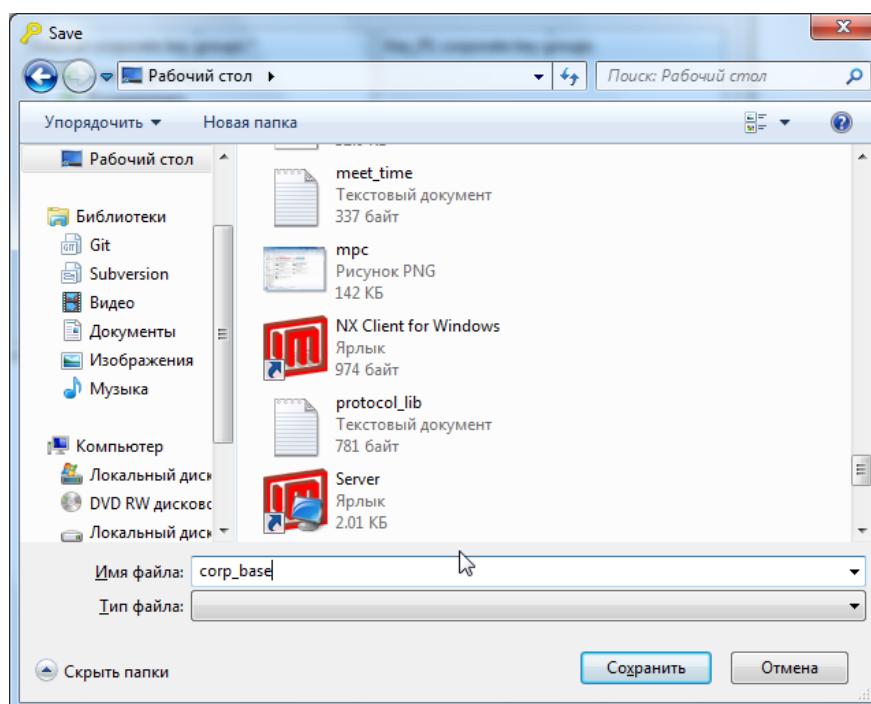 Save
Рабочий стол
Поиск: Рабочий стол
Упорядочить
Новая папка
Рабочий стол
Библиотеки
Git
Subversion
Видео
Документы
Изображения
Музыка
Компьютер
Локальный диск
DVD RW дисково
Локальный диск
meet_time
Текстовый документ
337 байт
mpc
Рисунок PNG
142 КБ
NX Client for Windows
Ярлык
974 байт
protocol_lib
Текстовый документ
781 байт
Server
Ярлык
2.01 КБ
Имя файла: corp_base
Тип файла:
Скрыть папки
Сохранить
Отмена